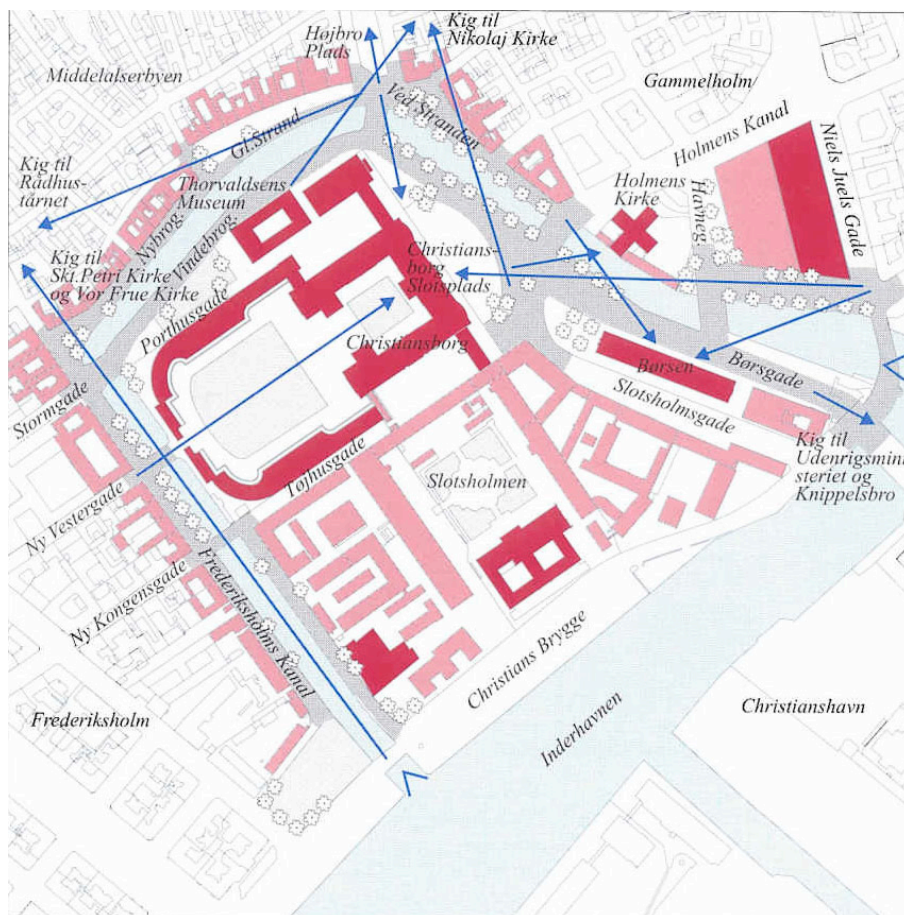 Kig til
Nikolaj Kirke
Højbro
Plads
Middelalserbyen
Gammelholm
Ved Stranden
Gl.Strand
Holmens Kanal
Niels Juels Gade
Kig til
Rådhus-
tårnet
Thorvaldsens
Museum
Holmens
Kirke
Havneg.
Nybrog.
Vindebrog.
Kig til
Skt.Petri Kirke
og Vor Frue Kirke
Christians-
borg
Slotsplads
Porthusgade
Christiansborg
Børsen
Børsgade
Slotsholmsgade
Stormgade
Kig til
Udenrigsmini
steriet og
Knippelsbro
Tøjhusgade
Slotsholmen
Ny Vestergade
Ny Kongensgade
Frederiksholms Kanal
Christians Brygge
Frederiksholm
Inderhavnen
Christianshavn